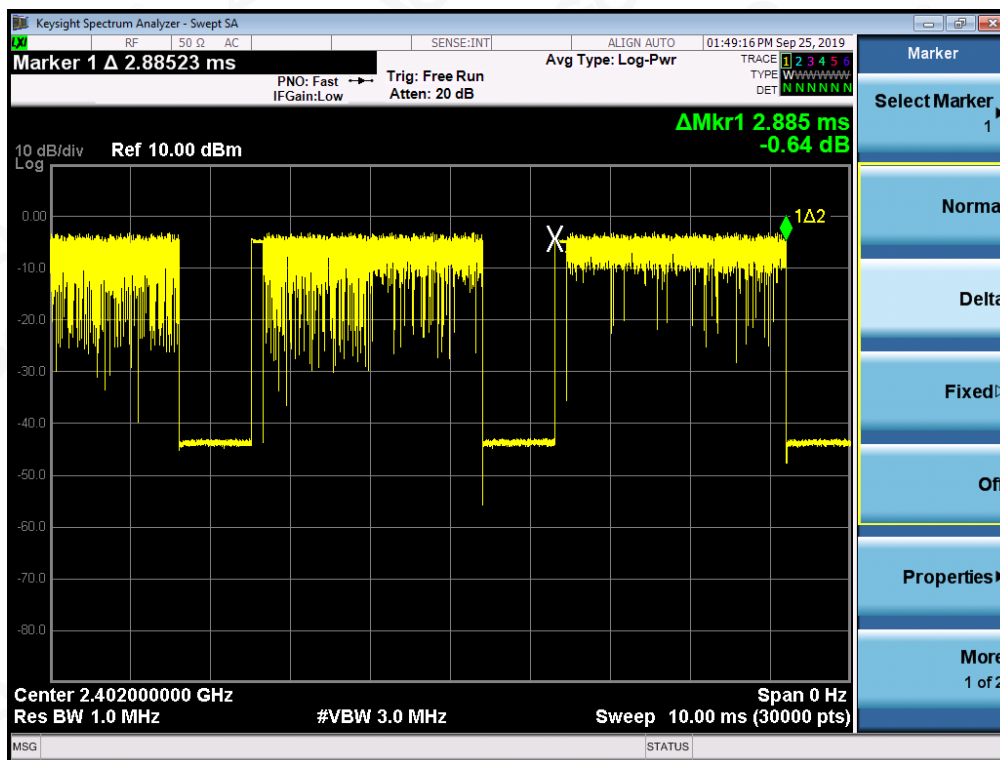 Keysight Spectrum Analyzer - Swept SA
LXI RF 50 Ω AC SENSE:INT ALIGN AUTO 01:49:16 PM Sep 25, 2019
Marker 1 Δ 2.88523 ms
PNO: Fast
IFGain:Low
Trig: Free Run
Atten: 20 dB
Avg Type: Log-Pwr
TRACE 1 2 3 4 5 6
TYPE WWWWWWW
DET N N N N N N
ΔMkr1 2.885 ms
-0.64 dB
10 dB/div Ref 10.00 dBm
Log
0.00
-10.0
-20.0
-30.0
-40.0
-50.0
-60.0
-70.0
-80.0
1Δ2
Center 2.402000000 GHz Span 0 Hz
Res BW 1.0 MHz #VBW 3.0 MHz Sweep 10.00 ms (30000 pts)
MSG STATUS
Marker
Select Marker
1
Norma
Delta
Fixed
Off
Properties
More
1 of 2